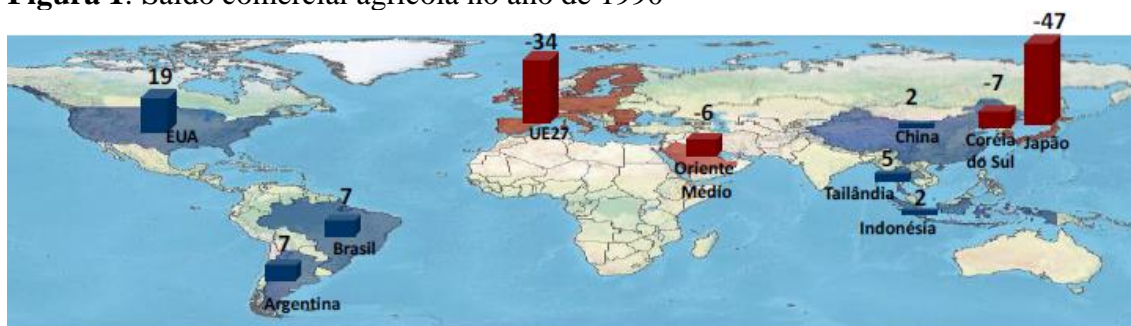 Figura 1: Saldo comercial agrícola no ano de 1990
-47
-34
19
-7
2
-6
EUA
UE27
China
Coréia do Sul
Japão
Oriente Médio
5
Tailândia
2
Indonésia
7
Brasil
7
Argentina